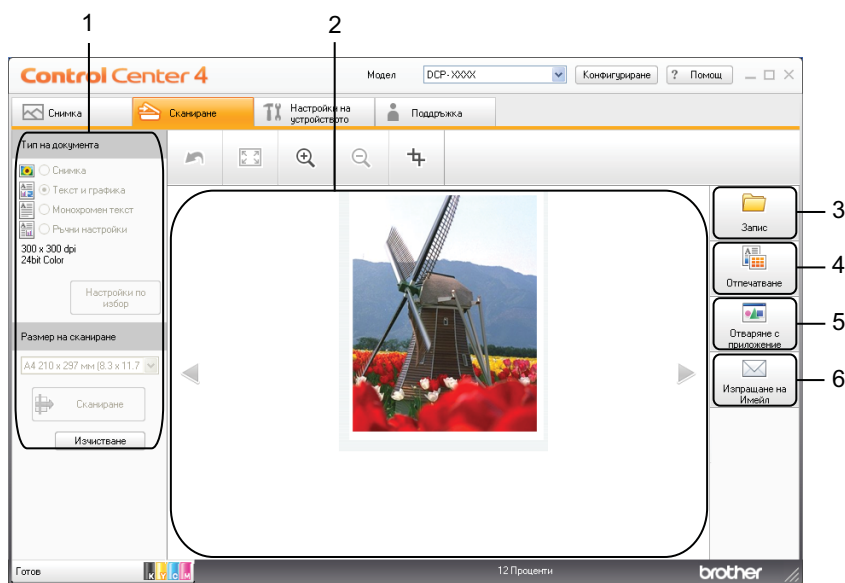 1
2
Control Center 4
Модел
DCP-XXXX
Конфигуриране
? Помощ
Снимка
Сканиране
Настройки на
устройството
Поддръжка
Тип на документа
Снимка
Текст и графика
Монохромен текст
Ръчни настройки
300 x 300 dpi
24bit Color
Настройки по
избор
Размер на сканиране
A4 210 x 297 мм (8.3 x 11.7
Сканиране
Изчистване
Запис
3
Отпечатване
4
Отваряне с
приложение
5
Изпращане на
Имейл
6
Готов
K Y C M
12 Проценти
brother